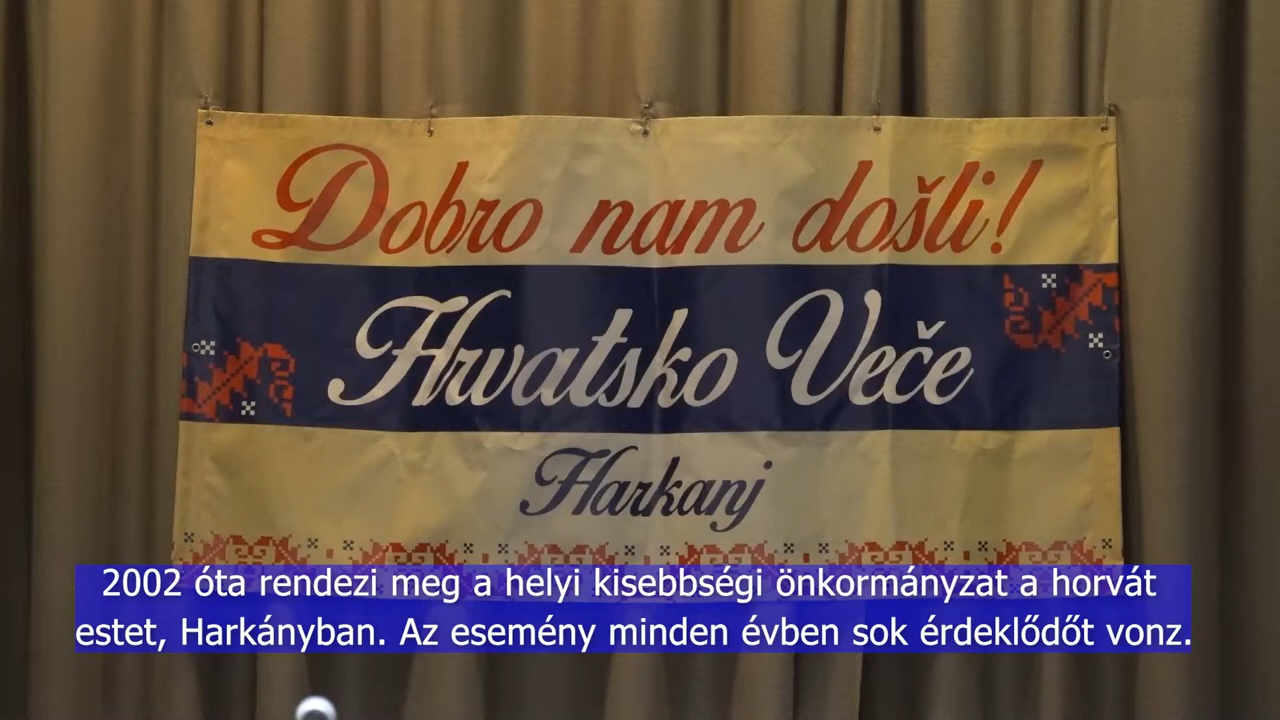 Dobro nam došli!
Hrvatsko Veče
Harkanj
2002 óta rendezi meg a helyi kisebbségi önkormányzat a horvát
estet, Harkányban. Az esemény minden évben sok érdeklődőt vonz.